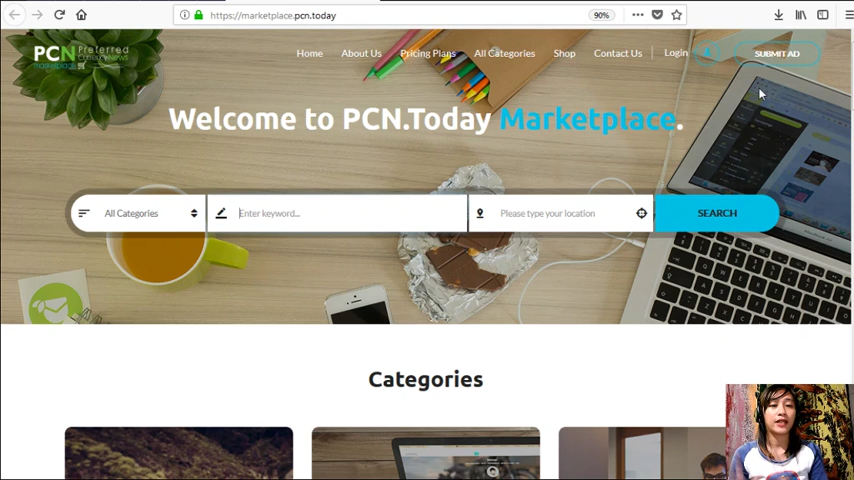 https://marketplace.pcn.today
90%
PCN Preferred
marketplace
Home About Us Pricing Plans All Categories Shop Contact Us Login SUBMIT AD
Welcome to PCN.Today Marketplace.
All Categories Enter keyword... Please type your location SEARCH
Categories